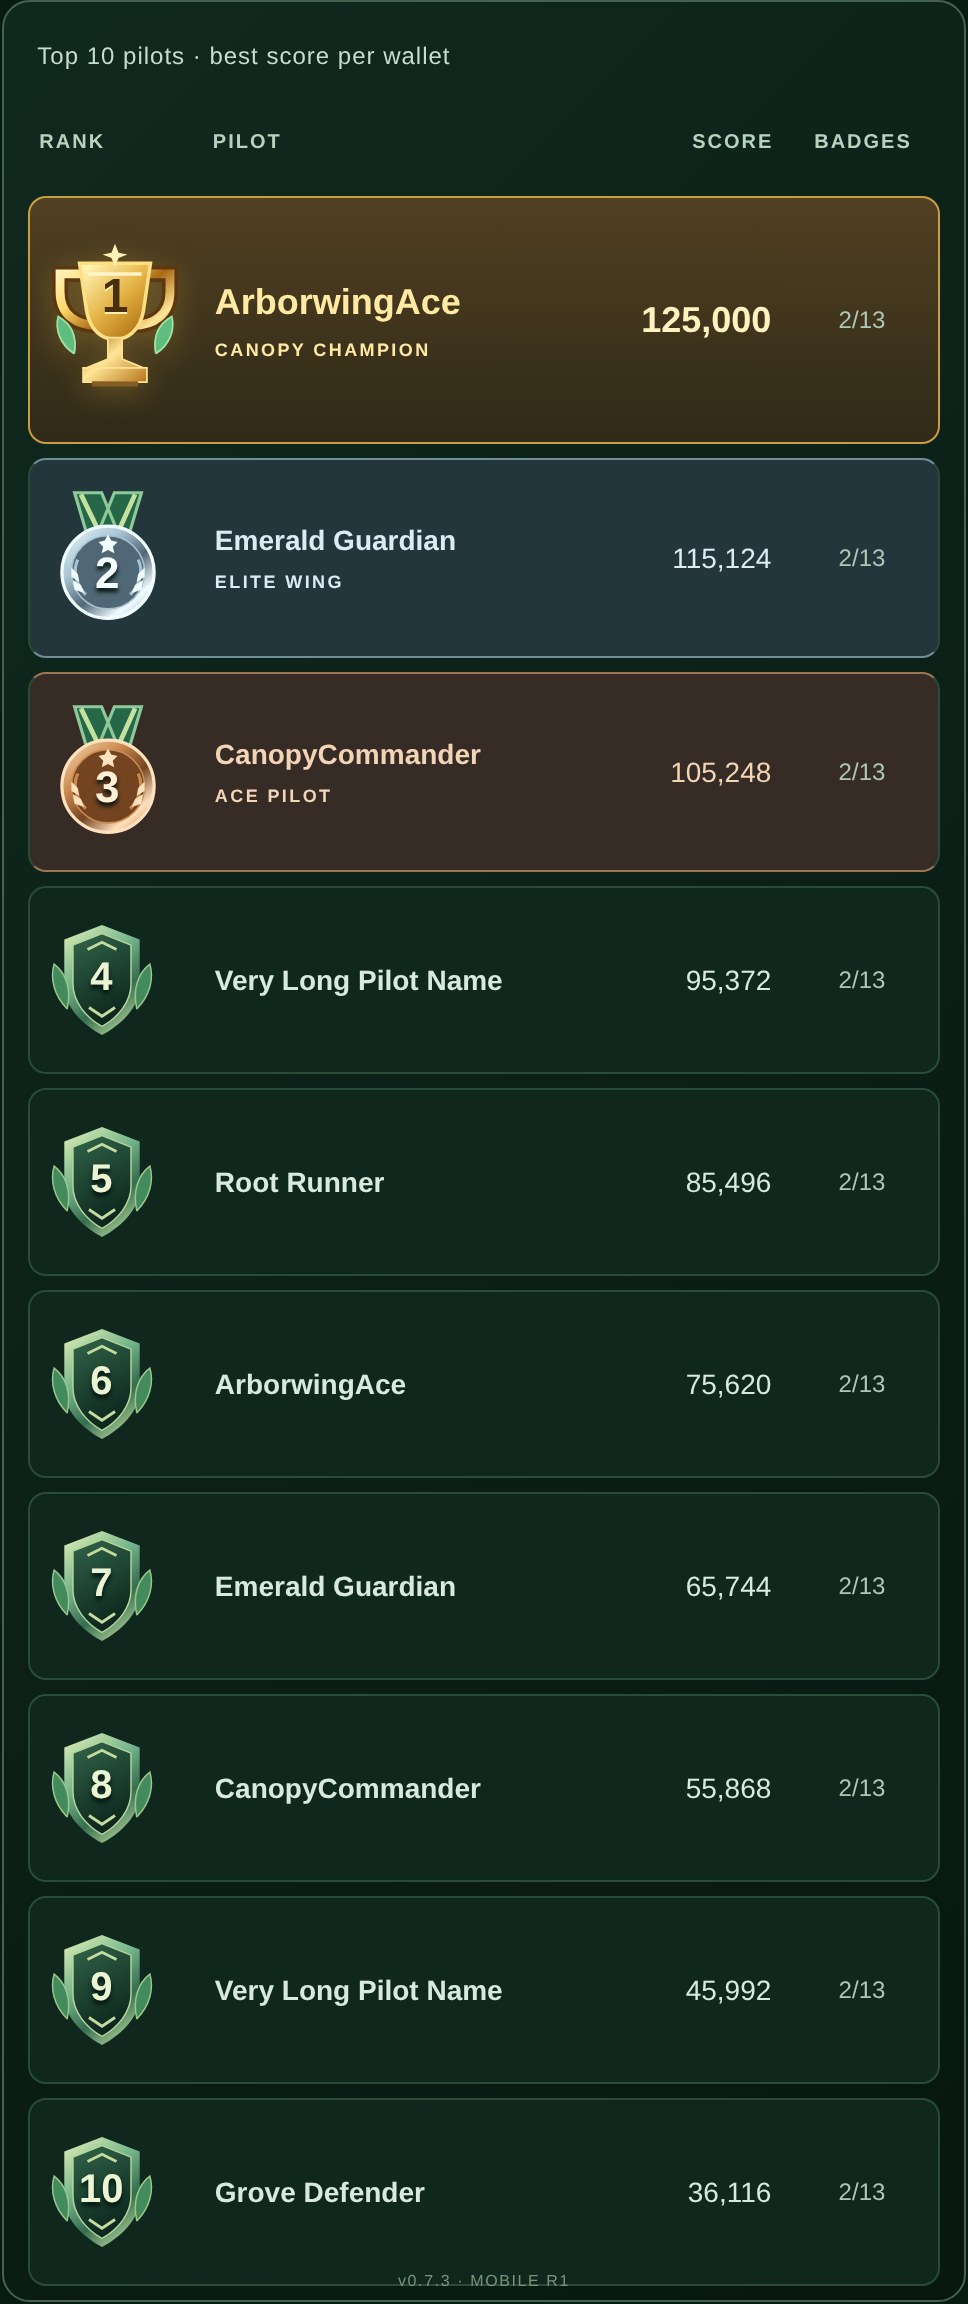 Top 10 pilots · best score per wallet
RANK PILOT SCORE BADGES
1 ArborwingAce 125,000 2/13
CANOPY CHAMPION
2 Emerald Guardian 115,124 2/13
ELITE WING
3 CanopyCommander 105,248 2/13
ACE PILOT
4 Very Long Pilot Name 95,372 2/13
5 Root Runner 85,496 2/13
6 ArborwingAce 75,620 2/13
7 Emerald Guardian 65,744 2/13
8 CanopyCommander 55,868 2/13
9 Very Long Pilot Name 45,992 2/13
10 Grove Defender 36,116 2/13
v0.7.3 · MOBILE R1